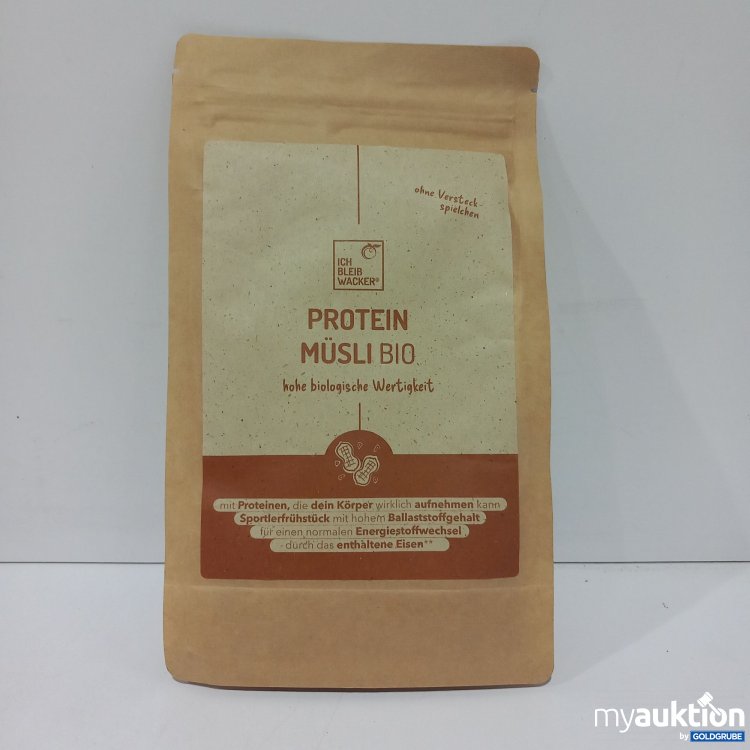 ohne Versteck-
spielchen
ICH
BLEIB
WACKER®
PROTEIN
MÜSLI BIO
hohe biologische Wertigkeit
mit Proteinen, die dein Körper wirklich aufnehmen kann
Sportlerfrühstück mit hohem Ballaststoffgehalt
für einen normalen Energiestoffwechsel
durch das enthaltene Eisen**
myauktion
by GOLDGRUBE